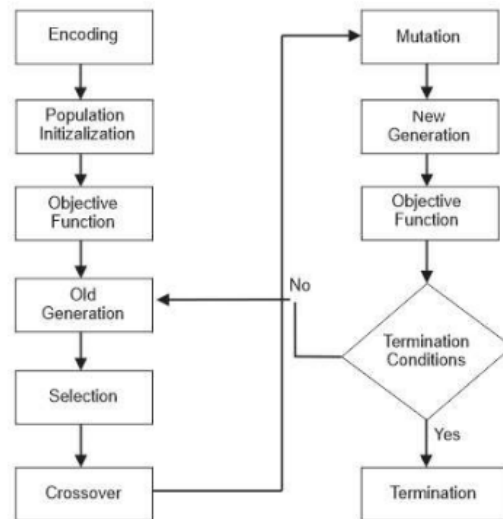 Encoding
Population
Initizalization
Objective
Function
Old
Generation
Selection
Crossover
Mutation
New
Generation
Objective
Function
No
Termination
Conditions
Yes
Termination